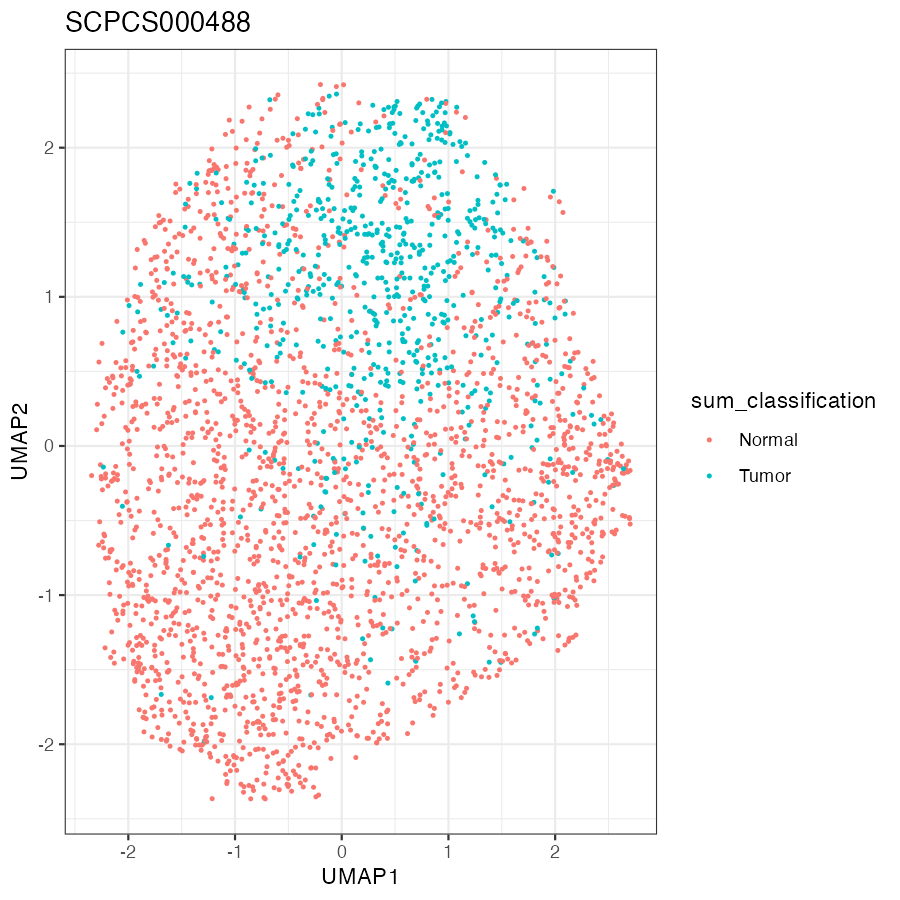 SCPCS000488
UMAP2
2
1
0
-1
-2
-2
-1
0
1
2
UMAP1
sum_classification
Normal
Tumor